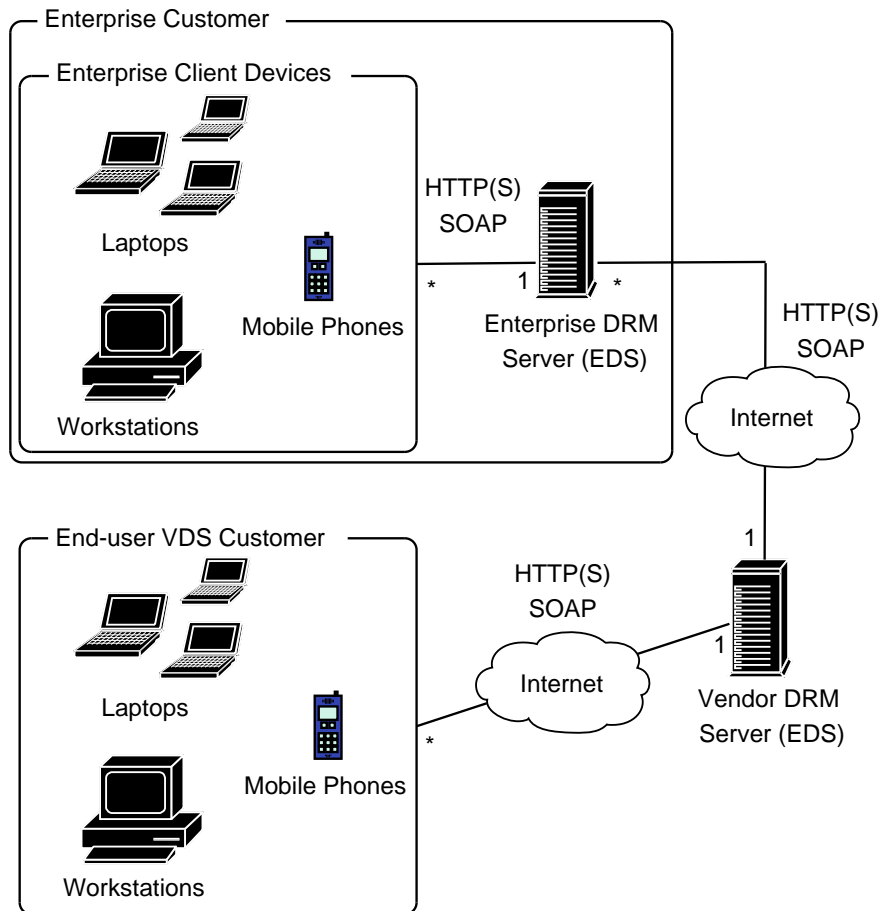 Enterprise Customer
Enterprise Client Devices
Laptops
Mobile Phones
Workstations
HTTP(S)
SOAP
*
1
*
Enterprise DRM
Server (EDS)
HTTP(S)
SOAP
Internet
1
End-user VDS Customer
Laptops
Mobile Phones
Workstations
*
HTTP(S)
SOAP
Internet
1
Vendor DRM
Server (EDS)